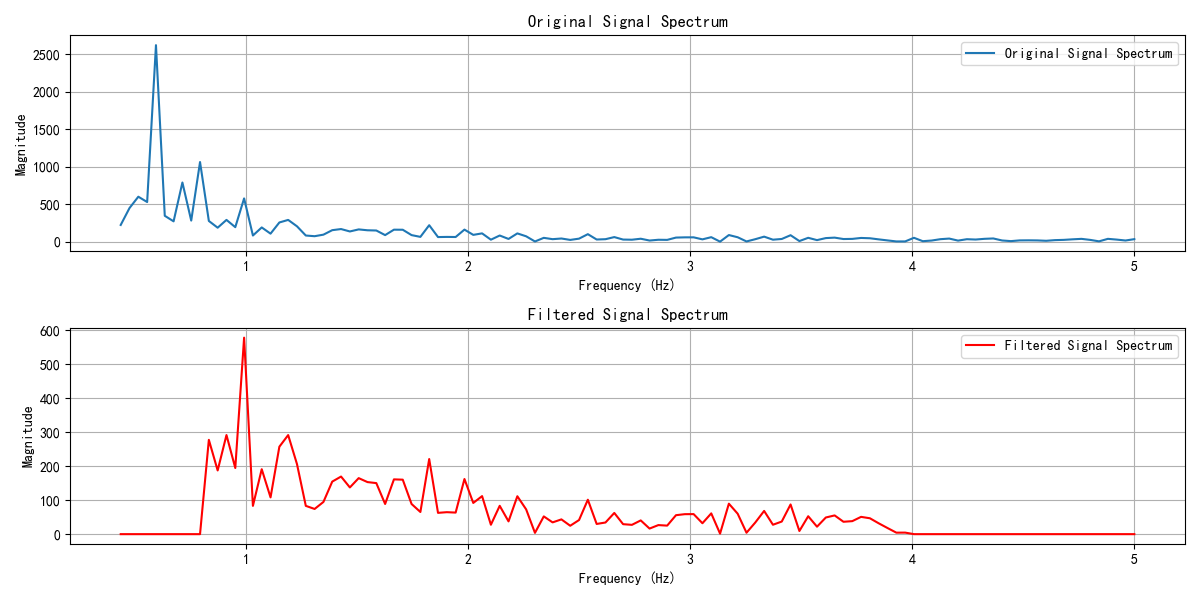 Original Signal Spectrum
2500
2000
1500
1000
500
0
Magnitude
Original Signal Spectrum
1 2 3 4 5
Frequency (Hz)
Filtered Signal Spectrum
600
500
400
300
200
100
0
Magnitude
Filtered Signal Spectrum
1 2 3 4 5
Frequency (Hz)